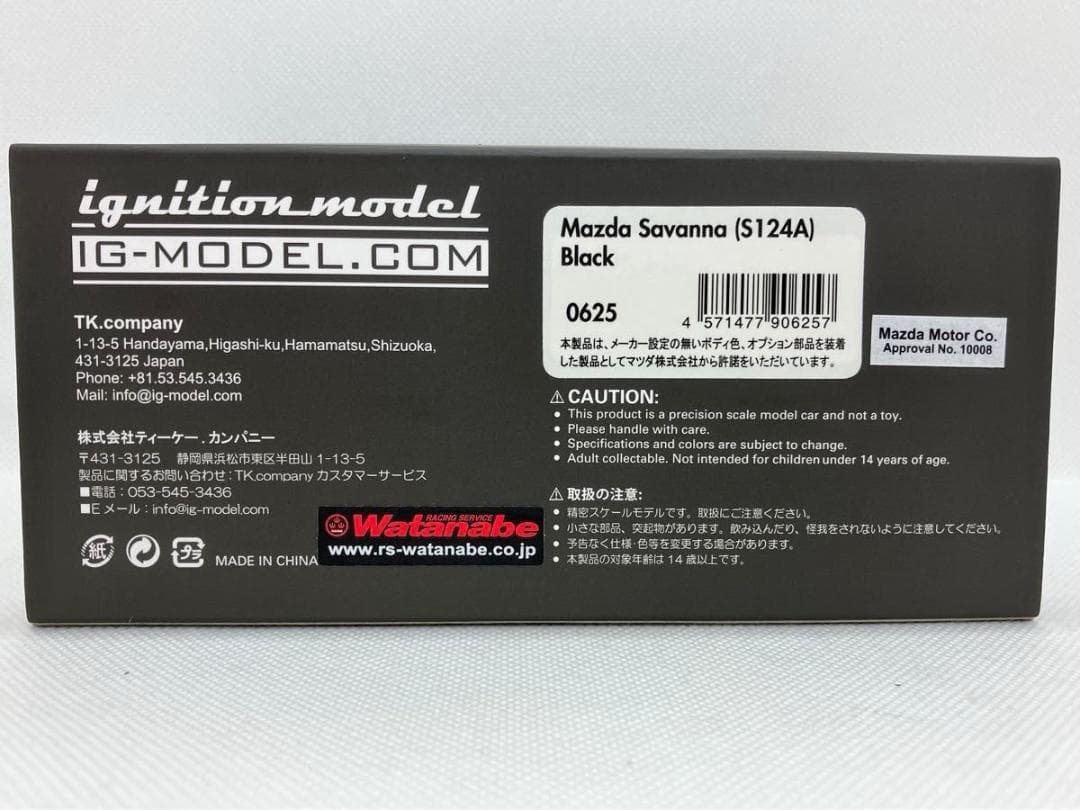 ignition model
IG-MODEL.COM
TK.company
1-13-5 Handayama,Higashi-ku,Hamamatsu,Shizuoka,
431-3125 Japan
Phone: +81.53.545.3436
Mail: info@ig-model.com
株式会社ティーケー.カンパニー
〒431-3125 静岡県浜松市東区半田山1-13-5
製品に関するお問い合わせ:TK.company カスタマーサービス
■電話:053-545-3436
■Eメール:info@ig-model.com
紙
プラ
MADE IN CHINA
RACING SERVICE
Watanabe
www.rs-watanabe.co.jp
Mazda Savanna (S124A)
Black
0625
4 571477 906257
本製品は、メーカー設定の無いボディ色、オプション部品を装着
した製品としてマツダ株式会社から許諾をいただいています。
Mazda Motor Co.
Approval No. 10008
⚠ CAUTION:
• This product is a precision scale model car and not a toy.
• Please handle with care.
• Specifications and colors are subject to change.
• Adult collectable. Not intended for children under 14 years of age.
⚠ 取扱の注意:
• 精密スケールモデルです。取扱にご注意ください。
• 小さな部品、突起物があります。飲み込んだり、怪我をされないように注意してください。
• 予告なく仕様・色等を変更する場合があります。
• 本製品の対象年齢は14歳以上です。